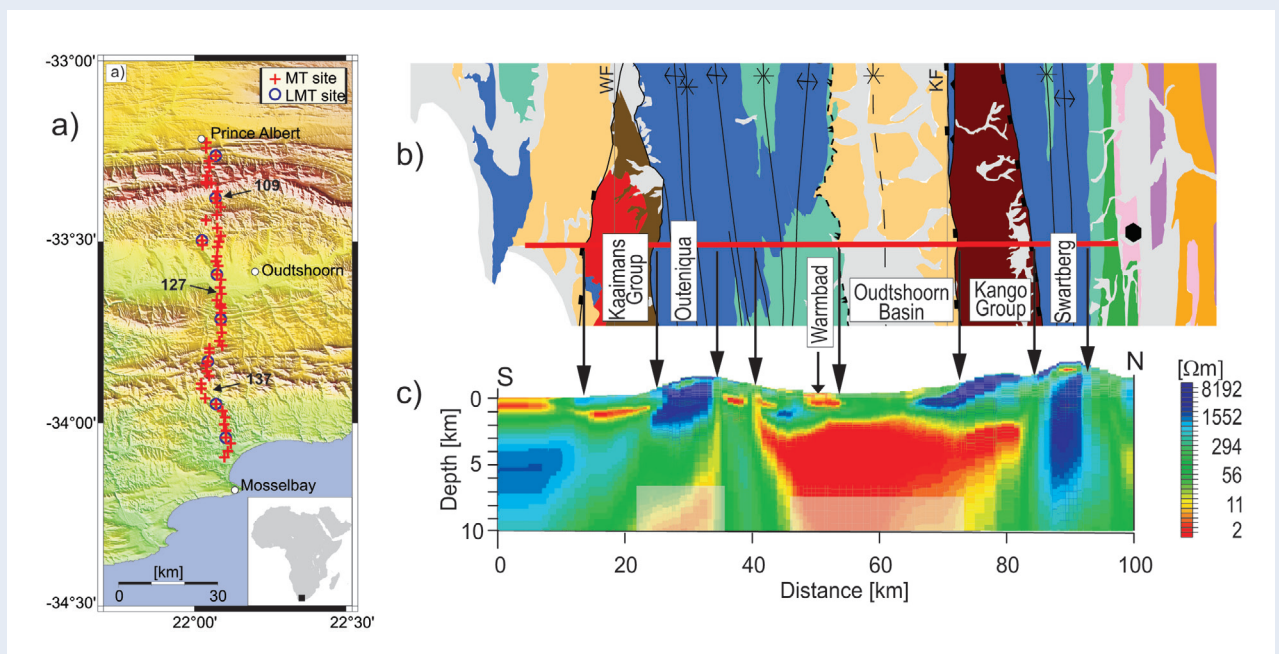 a)
-33°00'
a)
MT site
LMT site
Prince Albert
109
-33°30'
Oudtshoorn
127
137
-34°00'
Mosselbay
[km]
0
30
-34°30'
22°00'
22°30'
b)
WF
KF
Kaaimans
Group
Outeniqua
Warmbad
Oudtshoorn
Basin
Kango
Group
Swartberg
c)
S
N
Depth [km]
0
5
10
0
20
40
60
80
100
Distance [km]
[Ωm]
8192
1552
294
56
11
2